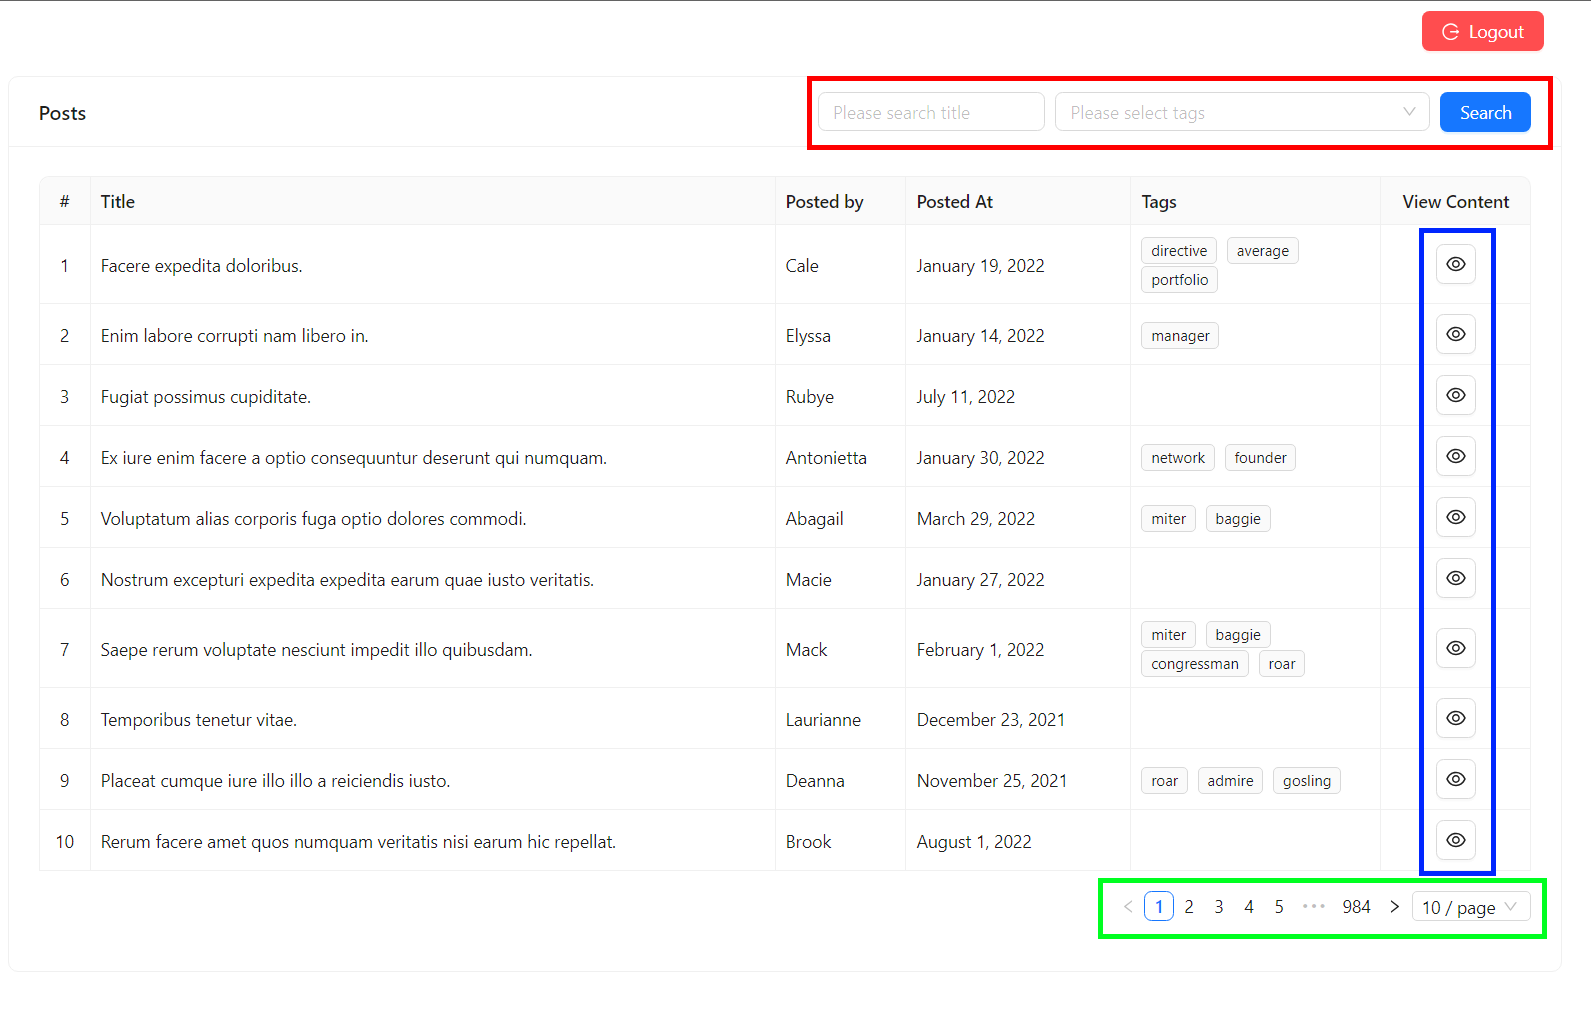 Logout
Posts
Please search title Please select tags Search
# Title Posted by Posted At Tags View Content
1 Facere expedita doloribus. Cale January 19, 2022 directive average
portfolio
2 Enim labore corrupti nam libero in. Elyssa January 14, 2022 manager
3 Fugiat possimus cupiditate. Rubye July 11, 2022
4 Ex iure enim facere a optio consequuntur deserunt qui numquam. Antonietta January 30, 2022 network founder
5 Voluptatum alias corporis fuga optio dolores commodi. Abagail March 29, 2022 miter baggie
6 Nostrum excepturi expedita expedita earum quae iusto veritatis. Macie January 27, 2022
7 Saepe rerum voluptate nesciunt impedit illo quibusdam. Mack February 1, 2022 miter baggie
congressman roar
8 Temporibus tenetur vitae. Laurianne December 23, 2021
9 Placeat cumque iure illo illo a reiciendis iusto. Deanna November 25, 2021 roar admire gosling
10 Rerum facere amet quos numquam veritatis nisi earum hic repellat. Brook August 1, 2022
< 1 2 3 4 5 ••• 984 > 10 / page